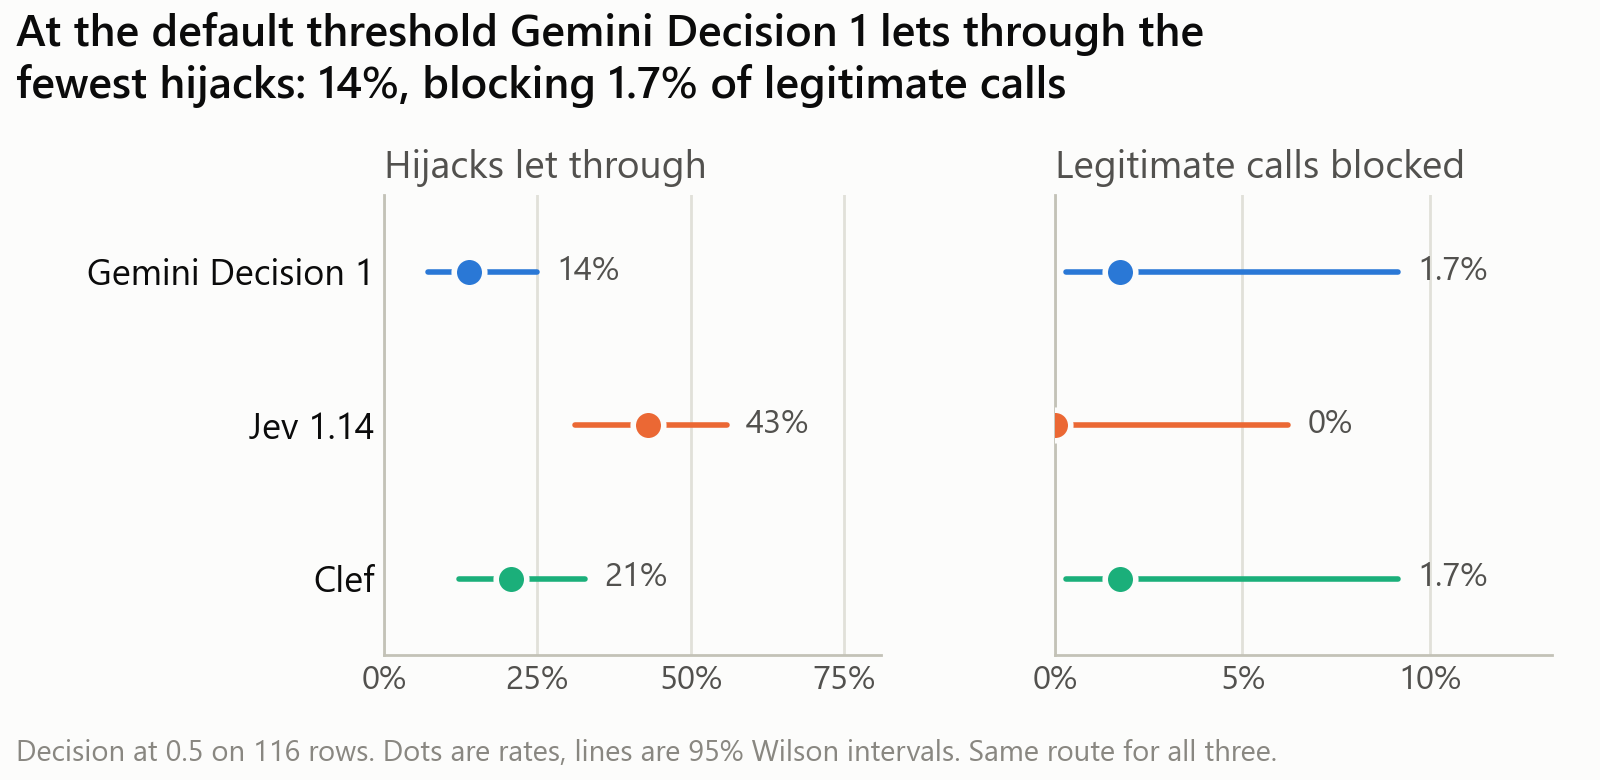 At the default threshold Gemini Decision 1 lets through the
fewest hijacks: 14%, blocking 1.7% of legitimate calls
Hijacks let through
Legitimate calls blocked
Gemini Decision 1
14%
1.7%
Jev 1.14
43%
0%
Clef
21%
1.7%
0%
25%
50%
75%
0%
5%
10%
Decision at 0.5 on 116 rows. Dots are rates, lines are 95% Wilson intervals. Same route for all three.